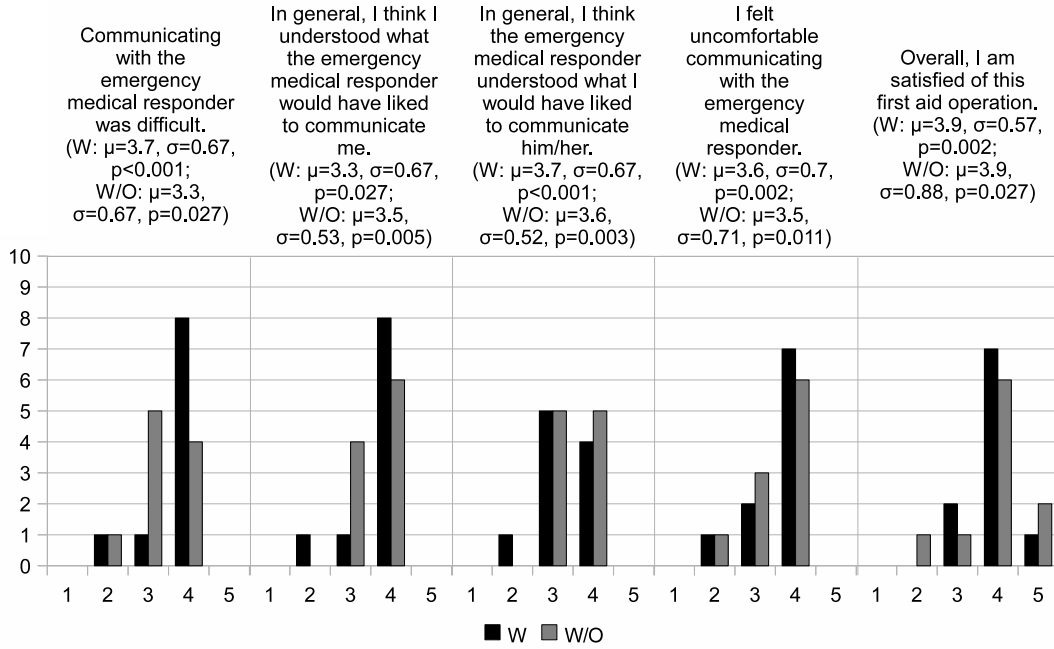 Communicating
with the
emergency
medical responder
was difficult.
(W: μ=3.7, σ=0.67,
p<0.001;
W/O: μ=3.3,
σ=0.67, p=0.027)
In general, I think I
understood what
the emergency
medical responder
would have liked
to communicate
me.
(W: μ=3.3, σ=0.67,
p=0.027;
W/O: μ=3.5,
σ=0.53, p=0.005)
In general, I think
the emergency
medical responder
understood what I
would have liked
to communicate
him/her.
(W: μ=3.7, σ=0.67,
p<0.001;
W/O: μ=3.6,
σ=0.52, p=0.003)
I felt
uncomfortable
communicating
with the
emergency
medical
responder.
(W: μ=3.6, σ=0.7,
p=0.002;
W/O: μ=3.5,
σ=0.71, p=0.011)
Overall, I am
satisfied of this
first aid operation.
(W: μ=3.9, σ=0.57,
p=0.002;
W/O: μ=3.9,
σ=0.88, p=0.027)
10
9
8
7
6
5
4
3
2
1
0
1 2 3 4 5 1 2 3 4 5 1 2 3 4 5 1 2 3 4 5 1 2 3 4 5
W W/O